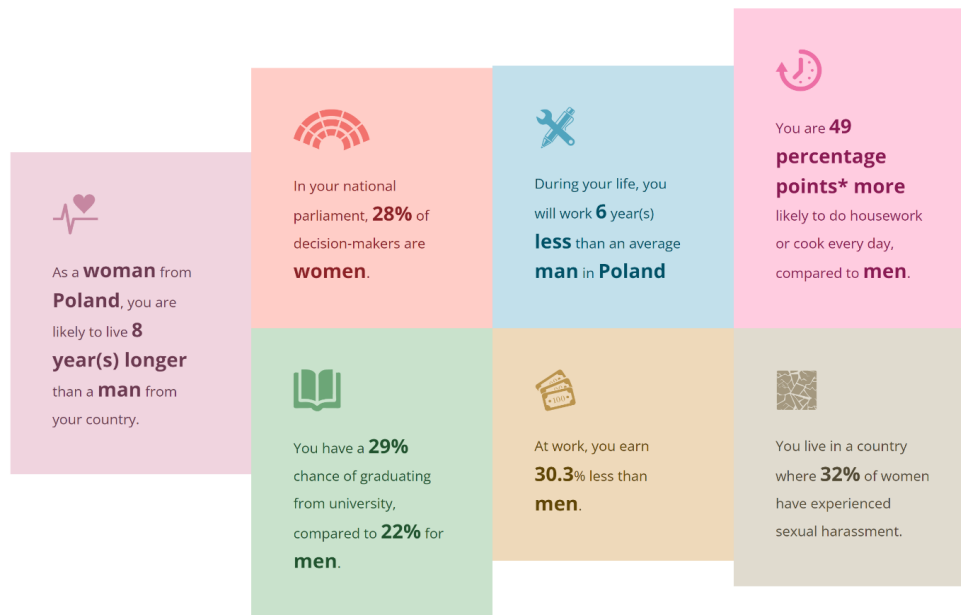 As a woman from
Poland, you are
likely to live 8
year(s) longer
than a man from
your country.
In your national
parliament, 28% of
decision-makers are
women.
You have a 29%
chance of graduating
from university,
compared to 22% for
men.
During your life, you
will work 6 year(s)
less than an average
man in Poland
At work, you earn
30.3% less than
men.
You are 49
percentage
points* more
likely to do housework
or cook every day,
compared to men.
You live in a country
where 32% of women
have experienced
sexual harassment.